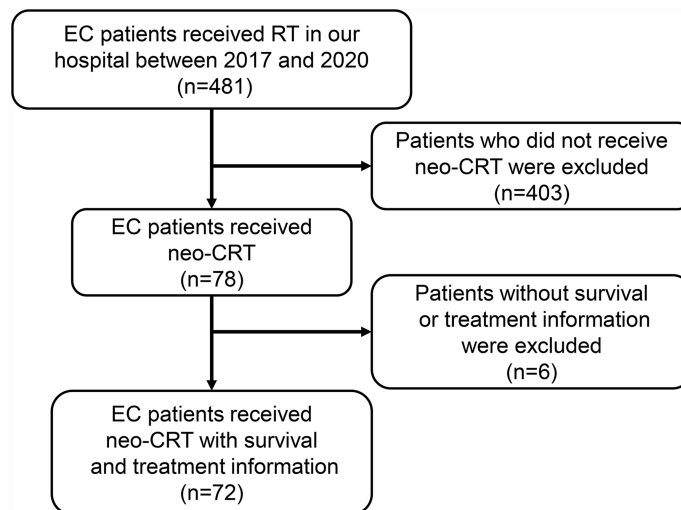 EC patients received RT in our
hospital between 2017 and 2020
(n=481)
Patients who did not receive
neo-CRT were excluded
(n=403)
EC patients received
neo-CRT
(n=78)
Patients without survival
or treatment information
were excluded
(n=6)
EC patients received
neo-CRT with survival
and treatment information
(n=72)